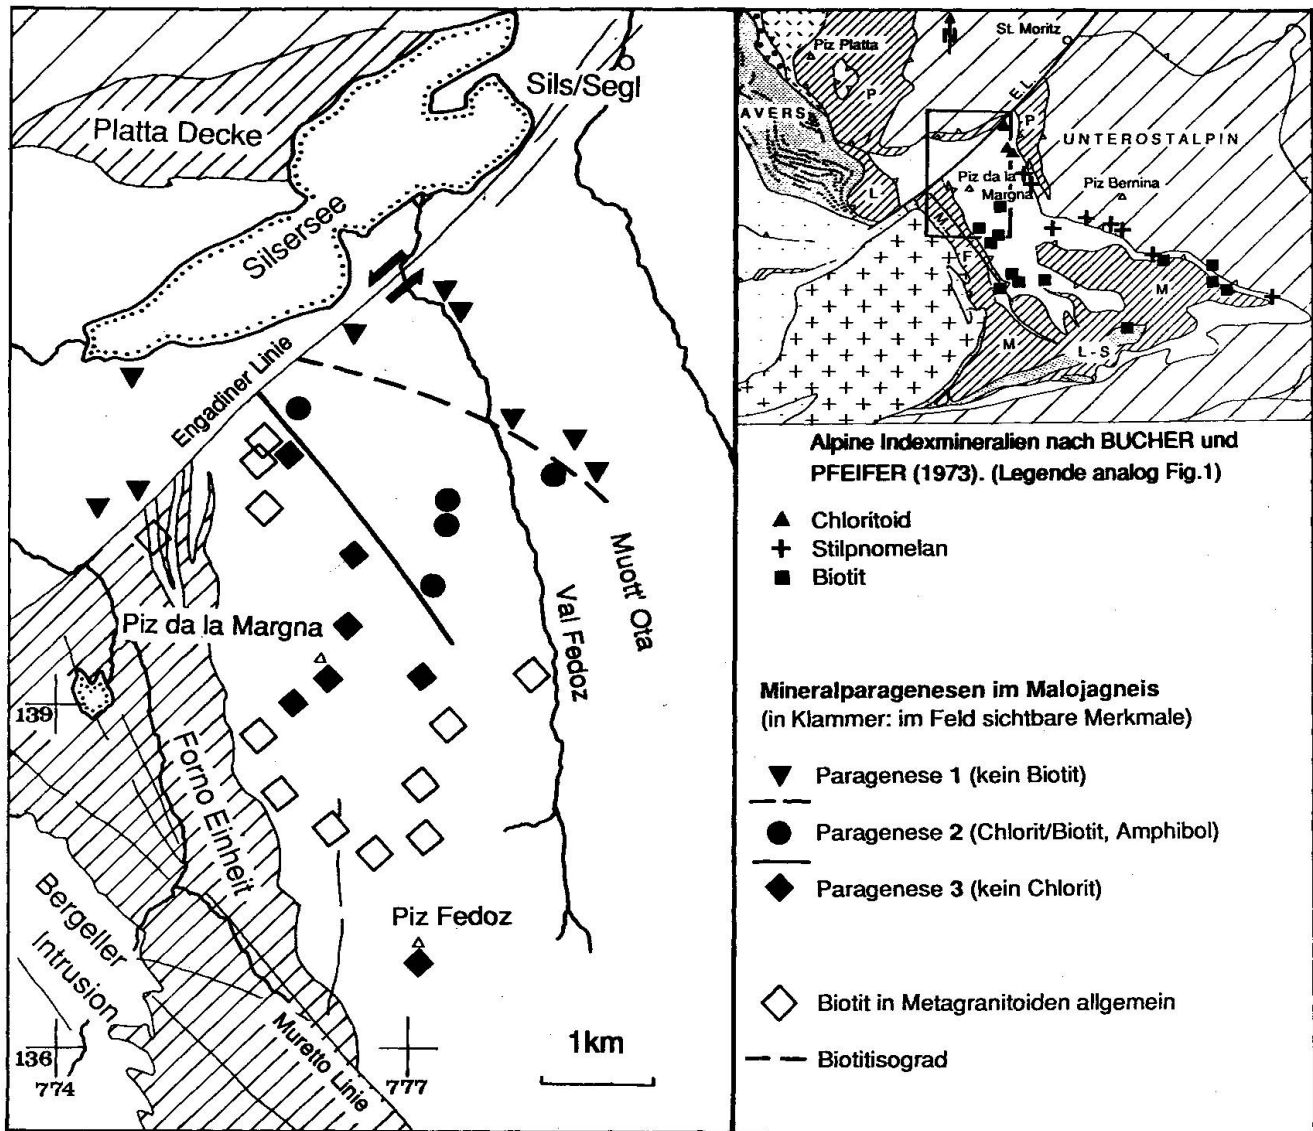 Platta Decke
Sils/Segl
Silsersee
Engadiner Linie
Piz da la Margna
Val Fedoz
Muott' Ota
139
Forno Einheit
Bergeller
Intrusion
Piz Fedoz
Muretto Linie
136
774
777
1km
Piz Platta
N
St. Moritz
P
E.L.
AVERS
P
UNTEROSTALPIN
L
Piz da la
Margna
Piz Bernina
M
F
M
M
L-S
Alpine Indexmineralien nach BUCHER und
PFEIFER (1973). (Legende analog Fig.1)
Chloritoid
Stilpnomelan
Biotit
Mineralparagenesen im Malojagneis
(in Klammer: im Feld sichtbare Merkmale)
Paragenese 1 (kein Biotit)
Paragenese 2 (Chlorit/Biotit, Amphibol)
Paragenese 3 (kein Chlorit)
Biotit in Metagranitoiden allgemein
Biotitisograd